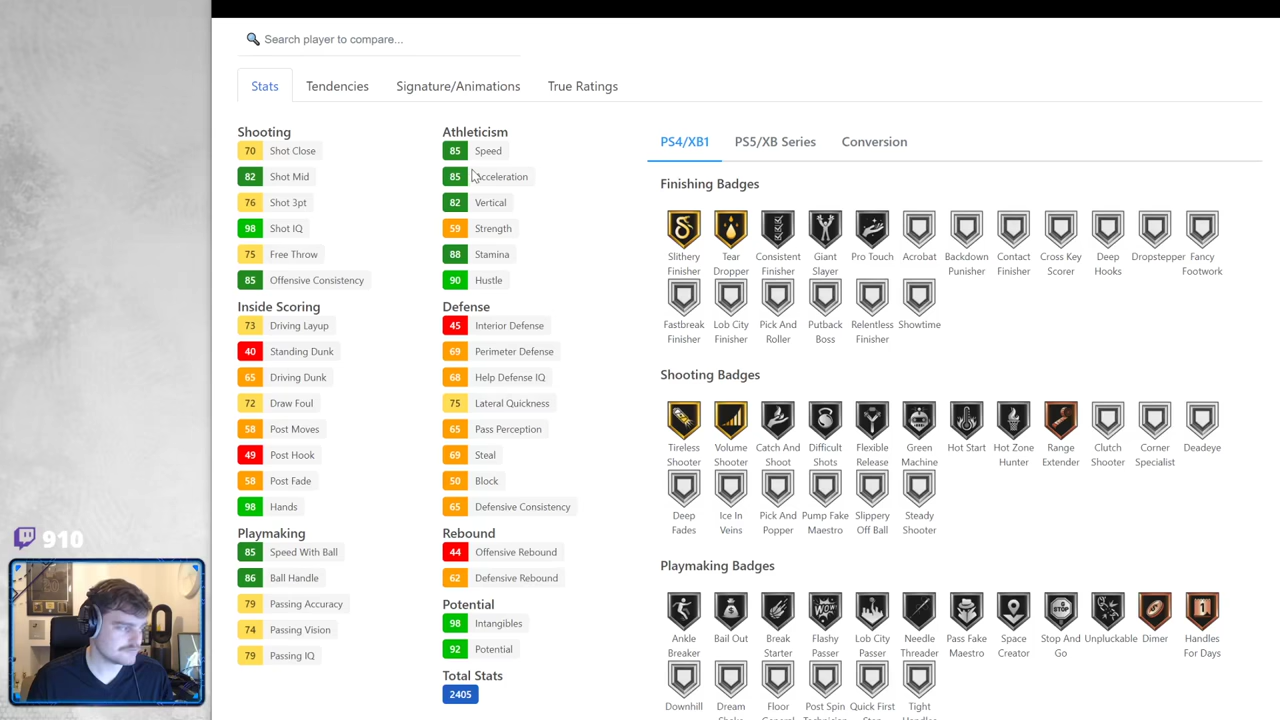 Search player to compare...
Stats Tendencies Signature/Animations True Ratings
Shooting
70 Shot Close
82 Shot Mid
76 Shot 3pt
98 Shot IQ
75 Free Throw
85 Offensive Consistency
Inside Scoring
73 Driving Layup
40 Standing Dunk
65 Driving Dunk
72 Draw Foul
58 Post Moves
49 Post Hook
58 Post Fade
98 Hands
Playmaking
85 Speed With Ball
86 Ball Handle
79 Passing Accuracy
74 Passing Vision
79 Passing IQ
Athleticism
85 Speed
85 Acceleration
82 Vertical
59 Strength
88 Stamina
90 Hustle
Defense
45 Interior Defense
69 Perimeter Defense
68 Help Defense IQ
75 Lateral Quickness
65 Pass Perception
69 Steal
50 Block
65 Defensive Consistency
Rebound
44 Offensive Rebound
62 Defensive Rebound
Potential
98 Intangibles
92 Potential
Total Stats
2405
PS4/XB1 PS5/XB Series Conversion
Finishing Badges
Slithery Tear Consistent Giant Pro Touch Acrobat Backdown Contact Cross Key Deep Dropstepper Fancy
Finisher Dropper Finisher Slayer Punisher Finisher Scorer Hooks Footwork
Fastbreak Lob City Pick And Putback Relentless Showtime
Finisher Finisher Roller Boss Finisher
Shooting Badges
Tireless Volume Catch And Difficult Flexible Green Hot Start Hot Zone Range Clutch Corner Deadeye
Shooter Shooter Shoot Shots Release Machine Hunter Extender Shooter Specialist
Deep Ice In Pick And Pump Fake Slippery Steady
Fades Veins Popper Maestro Off Ball Shooter
Playmaking Badges
Ankle Bail Out Break Flashy Lob City Needle Pass Fake Space Stop And Unpluckable Dimer Handles
Breaker Starter Passer Passer Threader Maestro Creator Go For Days
STOP
WOW
1
Downhill Dream Floor Post Spin Quick First Tight
910